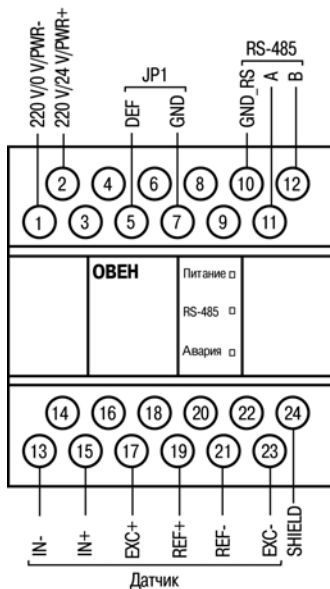 220 V/0 V/PWR-
220 V/24 V/PWR+
JP1
DEF
GND
RS-485
GND_RS
A
B
2 4 6 8 10 12
1 3 5 7 9 11
ОВЕН
Питание
RS-485
Авария
14 16 18 20 22 24
13 15 17 19 21 23
IN-
IN+
EXC+
REF+
REF-
EXC-
SHIELD
Датчик